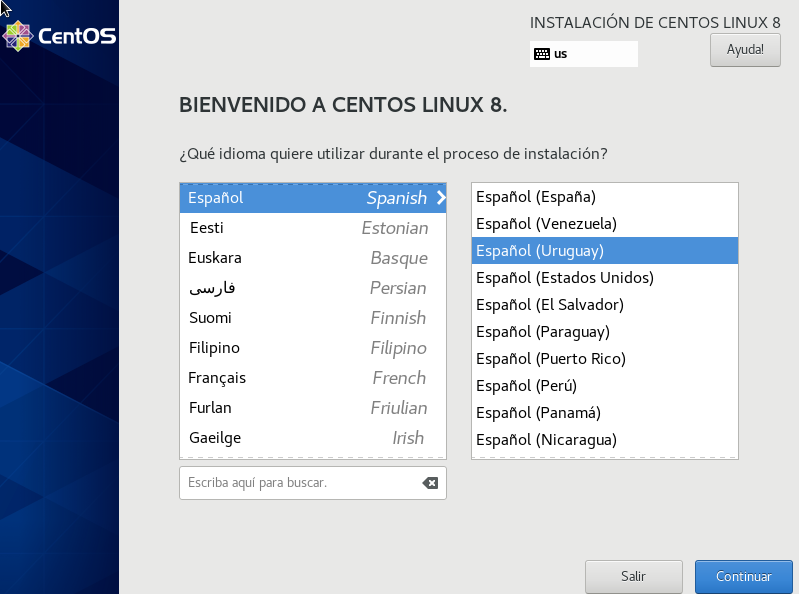 CentOS
INSTALACIÓN DE CENTOS LINUX 8
us
Ayuda!
BIENVENIDO A CENTOS LINUX 8.
¿Qué idioma quiere utilizar durante el proceso de instalación?
Español Spanish
Eesti Estonian
Euskara Basque
فارسی Persian
Suomi Finnish
Filipino Filipino
Français French
Furlan Friulian
Gaeilge Irish
Escriba aquí para buscar.
Español (España)
Español (Venezuela)
Español (Uruguay)
Español (Estados Unidos)
Español (El Salvador)
Español (Paraguay)
Español (Puerto Rico)
Español (Perú)
Español (Panamá)
Español (Nicaragua)
Salir
Continuar